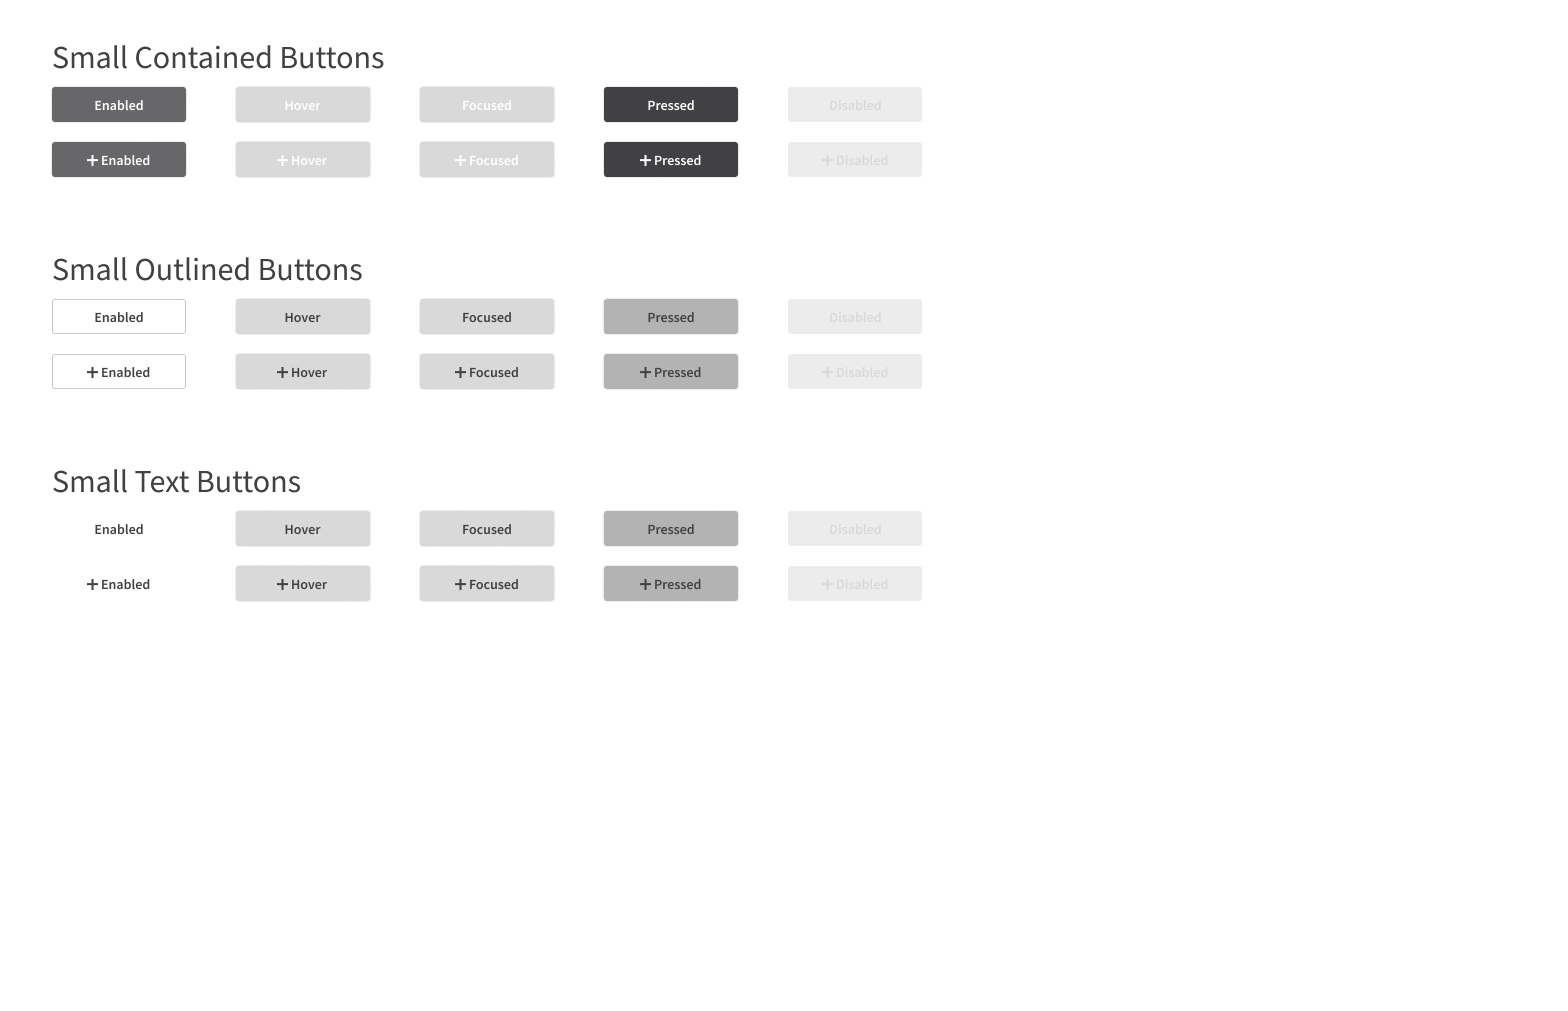 Small Contained Buttons
Enabled Hover Focused Pressed Disabled
+ Enabled + Hover + Focused + Pressed + Disabled
Small Outlined Buttons
Enabled Hover Focused Pressed Disabled
+ Enabled + Hover + Focused + Pressed + Disabled
Small Text Buttons
Enabled Hover Focused Pressed Disabled
+ Enabled + Hover + Focused + Pressed + Disabled